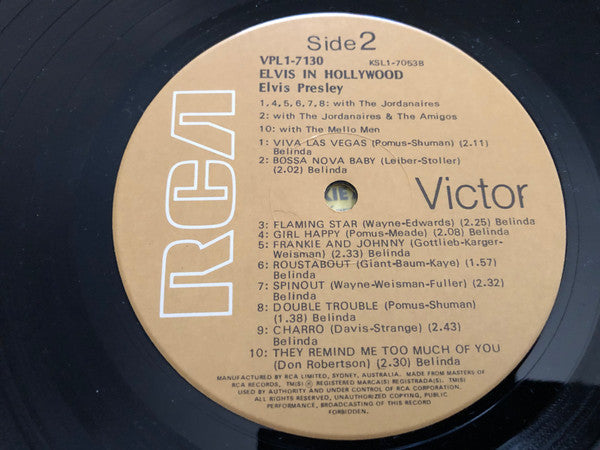 Side 2
VPL1-7130 KSL1-7053B
ELVIS IN HOLLYWOOD
Elvis Presley
1, 4, 5, 6, 7, 8: with The Jordanaires
2: with The Jordanaires & The Amigos
10: with The Mello Men
1: VIVA LAS VEGAS (Pomus-Shuman) (2.11)
Belinda
2: BOSSA NOVA BABY (Leiber-Stoller)
(2.02) Belinda
RCA
Victor
3: FLAMING STAR (Wayne-Edwards) (2.25) Belinda
4: GIRL HAPPY (Pomus-Meade) (2.08) Belinda
5: FRANKIE AND JOHNNY (Gottlieb-Karger-
Weisman) (2.33) Belinda
6: ROUSTABOUT (Giant-Baum-Kaye) (1.57)
Belinda
7: SPINOUT (Wayne-Weisman-Fuller) (2.32)
Belinda
8: DOUBLE TROUBLE (Pomus-Shuman)
(1.38) Belinda
9: CHARRO (Davis-Strange) (2.43)
Belinda
10: THEY REMIND ME TOO MUCH OF YOU
(Don Robertson) (2.30) Belinda
MANUFACTURED BY RCA LIMITED, SYDNEY, AUSTRALIA. MADE FROM MASTERS OF
RCA RECORDS, TM(S) ® REGISTERED MARCA(S) REGISTRADA(S). TM(S)
USED BY AUTHORITY AND UNDER CONTROL OF RCA CORPORATION.
ALL RIGHTS RESERVED, UNAUTHORIZED COPYING, PUBLIC
PERFORMANCE, BROADCASTING OF THIS RECORD
FORBIDDEN.